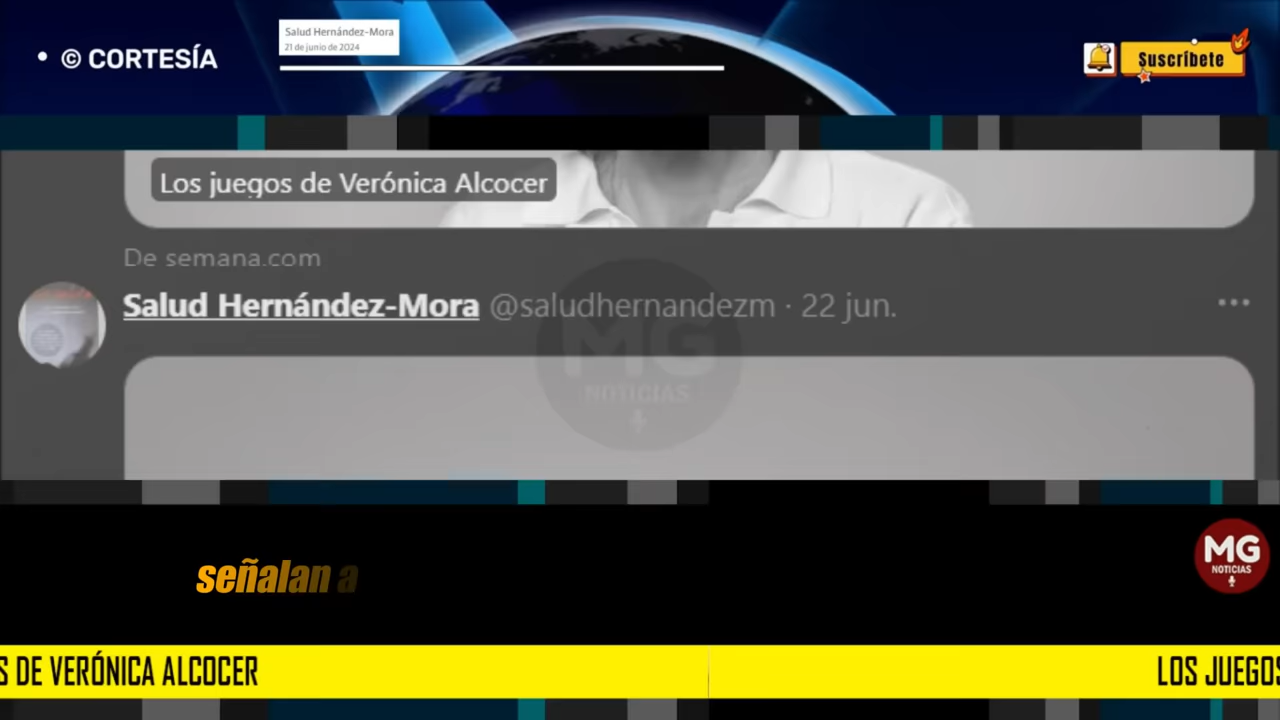 • © CORTESÍA
Salud Hernández-Mora
21 de junio de 2024
Suscríbete
Los juegos de Verónica Alcocer
De semana.com
Salud Hernández-Mora @saludhernandezm · 22 jun.
MG
NOTICIAS
señalan a
MG
NOTICIAS
S DE VERÓNICA ALCOCER
LOS JUEGOS